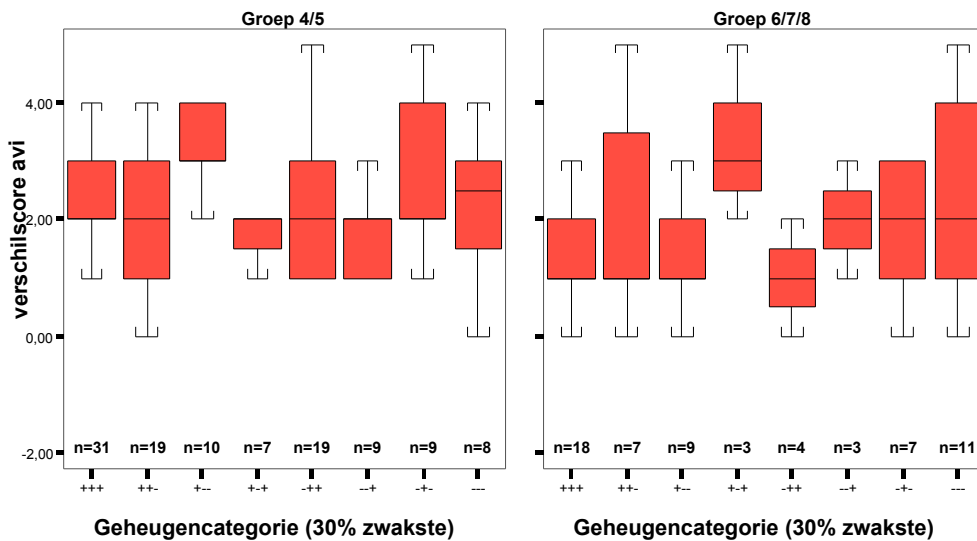 Groep 4/5
Groep 6/7/8
verschilscore avi
4,00
2,00
0,00
-2,00
n=31 n=19 n=10 n=7 n=19 n=9 n=9 n=8
n=18 n=7 n=9 n=3 n=4 n=3 n=7 n=11
+++ ++- +-- +-+ -++ --+ -+- ---
+++ ++- +-- +-+ -++ --+ -+- ---
Geheugencategorie (30% zwakste)
Geheugencategorie (30% zwakste)